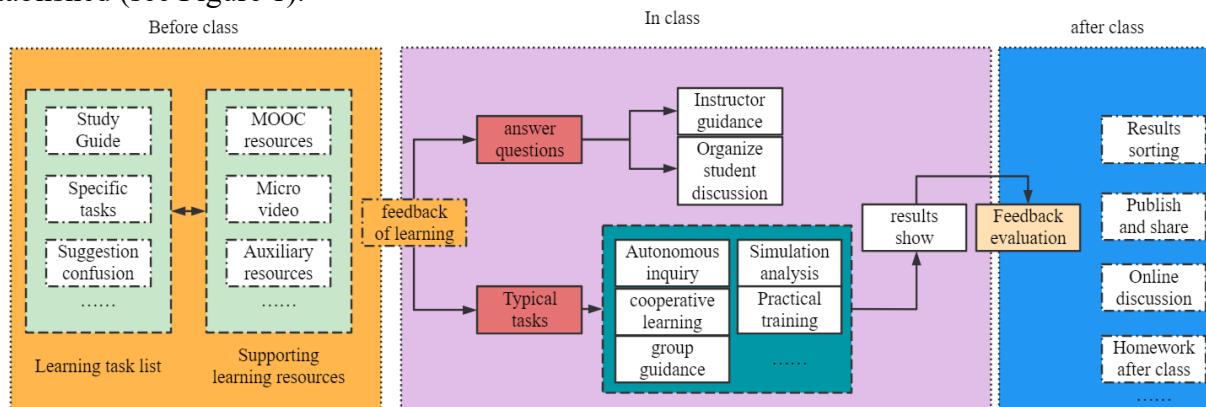 (see Figure 1).
Before class
In class
after class
Study
Guide
Specific
tasks
Suggestion
confusion
……
Learning task list
MOOC
resources
Micro
video
Auxiliary
resources
……
Supporting
learning resources
feedback
of learning
answer
questions
Instructor
guidance
Organize
student
discussion
Typical
tasks
Autonomous
inquiry
cooperative
learning
group
guidance
Simulation
analysis
Practical
training
……
results
show
Feedback
evaluation
Results
sorting
Publish
and share
Online
discussion
Homework
after class
……